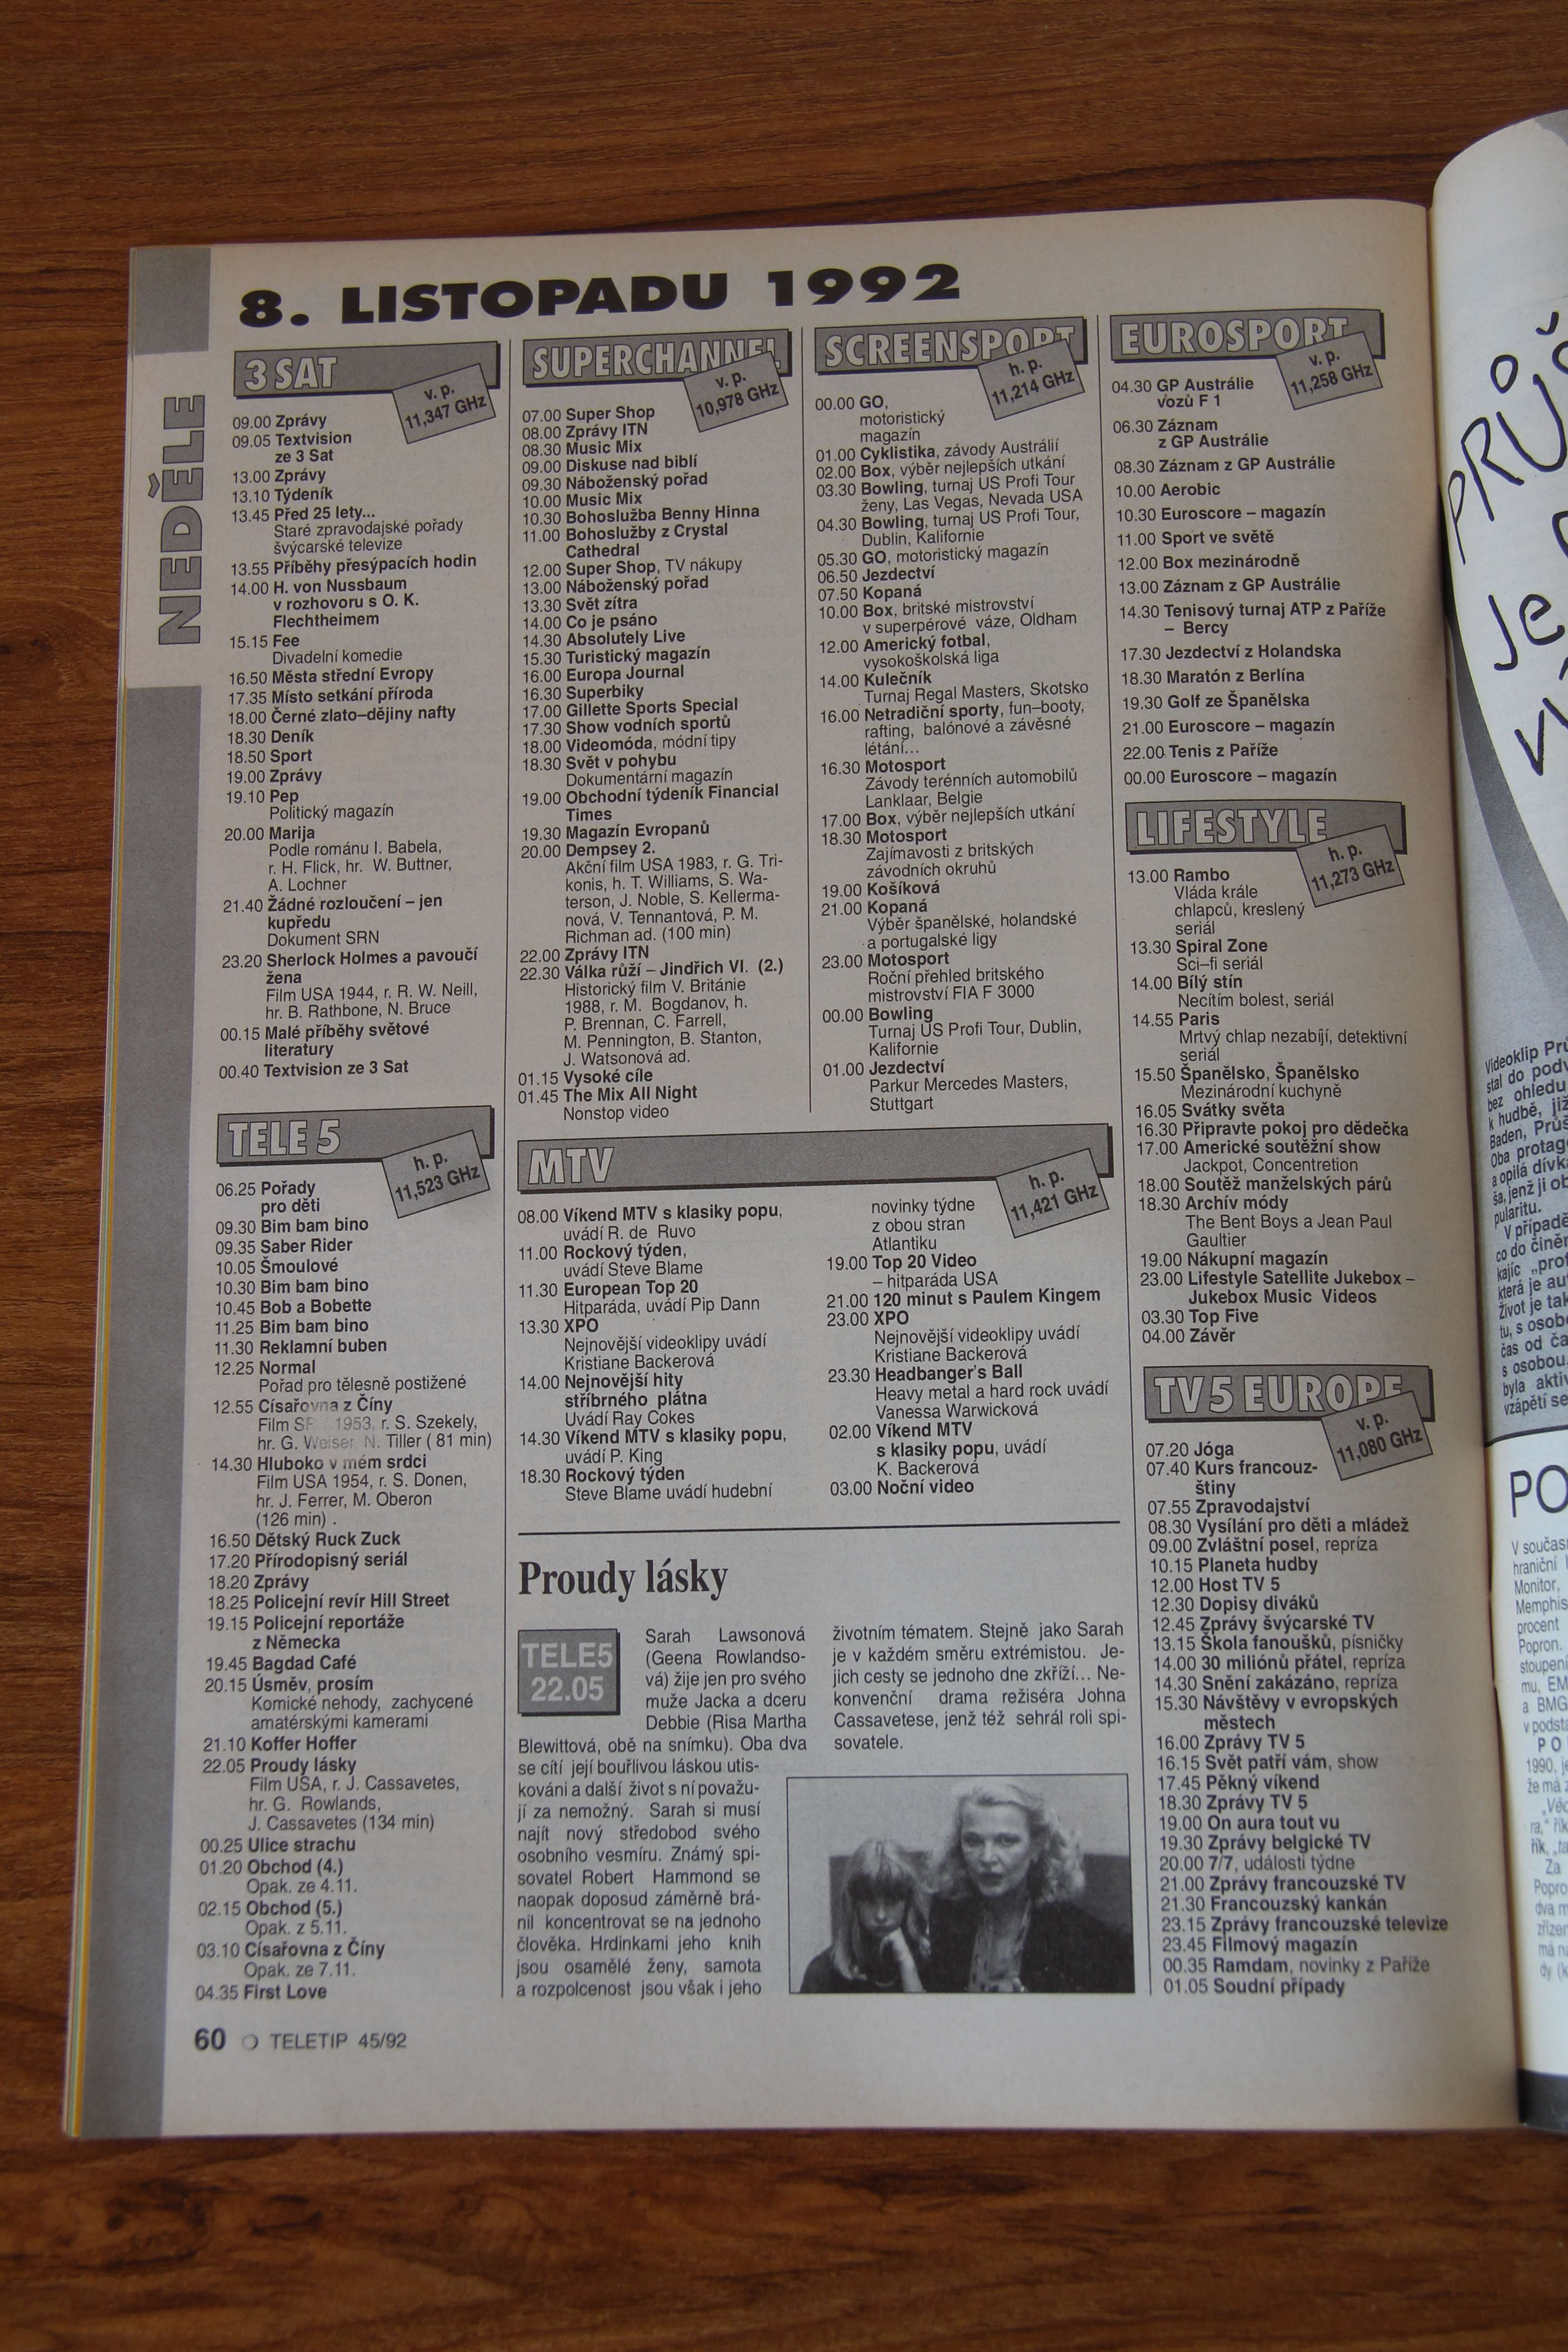 8. LISTOPADU 1992
NEDĚLE
3 SAT
v. p.
11,347 GHz
09.00 Zprávy
09.05 Textvision
ze 3 Sat
13.00 Zprávy
13.10 Týdeník
13.45 Před 25 lety...
Staré zpravodajské pořady
švýcarské televize
13.55 Příběhy přesýpacích hodin
14.00 H. von Nussbaum
v rozhovoru s O. K.
Flechtheimem
15.15 Fee
Divadelní komedie
16.50 Města střední Evropy
17.35 Místo setkání příroda
18.00 Černé zlato–dějiny nafty
18.30 Deník
18.50 Sport
19.00 Zprávy
19.10 Pep
Politický magazín
20.00 Marija
Podle románu I. Babela,
r. H. Flick, hr. W. Buttner,
A. Lochner
21.40 Žádné rozloučení – jen
kupředu
Dokument SRN
23.20 Sherlock Holmes a pavoučí
žena
Film USA 1944, r. R. W. Neill,
hr. B. Rathbone, N. Bruce
00.15 Malé příběhy světové
literatury
00.40 Textvision ze 3 Sat
TELE 5
h. p.
11,523 GHz
06.25 Pořady
pro děti
09.30 Bim bam bino
09.35 Saber Rider
10.05 Šmoulové
10.30 Bim bam bino
10.45 Bob a Bobette
11.25 Bim bam bino
11.30 Reklamní buben
12.25 Normal
Pořad pro tělesně postižené
12.55 Císařovna z Číny
Film 1953, r. S. Szekely,
hr. G. Weiser, N. Tiller ( 81 min)
14.30 Hluboko v mém srdci
Film USA 1954, r. S. Donen,
hr. J. Ferrer, M. Oberon
(126 min) .
16.50 Dětský Ruck Zuck
17.20 Přírodopisný seriál
18.20 Zprávy
18.25 Policejní revír Hill Street
19.15 Policejní reportáže
z Německa
19.45 Bagdad Café
20.15 Úsměv, prosím
Komické nehody, zachycené
amatérskými kamerami
21.10 Koffer Hoffer
22.05 Proudy lásky
Film USA, r. J. Cassavetes,
hr. G. Rowlands,
J. Cassavetes (134 min)
00.25 Ulice strachu
01.20 Obchod (4.)
Opak. ze 4.11.
02.15 Obchod (5.)
Opak. z 5.11.
03.10 Císařovna z Číny
Opak. ze 7.11.
04.35 First Love
SUPERCHANNEL
v. p.
10,978 GHz
07.00 Super Shop
08.00 Zprávy ITN
08.30 Music Mix
09.00 Diskuse nad biblí
09.30 Náboženský pořad
10.00 Music Mix
10.30 Bohoslužba Benny Hinna
11.00 Bohoslužby z Crystal
Cathedral
12.00 Super Shop, TV nákupy
13.00 Náboženský pořad
13.30 Svět zítra
14.00 Co je psáno
14.30 Absolutely Live
15.30 Turistický magazín
16.00 Europa Journal
16.30 Superbiky
17.00 Gillette Sports Special
17.30 Show vodních sportů
18.00 Videomóda, módní tipy
18.30 Svět v pohybu
Dokumentární magazín
19.00 Obchodní týdeník Financial
Times
19.30 Magazín Evropanů
20.00 Dempsey 2.
Akční film USA 1983, r. G. Tri-
konis, h. T. Williams, S. Wa-
terson, J. Noble, S. Kellerma-
nová, V. Tennantová, P. M.
Richman ad. (100 min)
22.00 Zprávy ITN
22.30 Válka růží – Jindřich VI. (2.)
Historický film V. Británie
1988, r. M. Bogdanov, h.
P. Brennan, C. Farrell,
M. Pennington, B. Stanton,
J. Watsonová ad.
01.15 Vysoké cíle
01.45 The Mix All Night
Nonstop video
SCREENSPORT
h. p.
11,214 GHz
00.00 GO,
motoristický
magazín
01.00 Cyklistika, závody Austrálií
02.00 Box, výběr nejlepších utkání
03.30 Bowling, turnaj US Profi Tour
ženy, Las Vegas, Nevada USA
04.30 Bowling, turnaj US Profi Tour,
Dublin, Kalifornie
05.30 GO, motoristický magazín
06.50 Jezdectví
07.50 Kopaná
10.00 Box, britské mistrovství
v superpérové váze, Oldham
12.00 Americký fotbal,
vysokoškolská liga
14.00 Kulečník
Turnaj Regal Masters, Skotsko
16.00 Netradiční sporty, fun–booty,
rafting, balónové a závěsné
létání...
16.30 Motosport
Závody terénních automobilů
Lanklaar, Belgie
17.00 Box, výběr nejlepších utkání
18.30 Motosport
Zajímavosti z britských
závodních okruhů
19.00 Košíková
21.00 Kopaná
Výběr španělské, holandské
a portugalské ligy
23.00 Motosport
Roční přehled britského
mistrovství FIA F 3000
00.00 Bowling
Turnaj US Profi Tour, Dublin,
Kalifornie
01.00 Jezdectví
Parkur Mercedes Masters,
Stuttgart
MTV
h. p.
11,421 GHz
08.00 Víkend MTV s klasiky popu,
uvádí R. de Ruvo
11.00 Rockový týden,
uvádí Steve Blame
11.30 European Top 20
Hitparáda, uvádí Pip Dann
13.30 XPO
Nejnovější videoklipy uvádí
Kristiane Backerová
14.00 Nejnovější hity
stříbrného plátna
Uvádí Ray Cokes
14.30 Víkend MTV s klasiky popu,
uvádí P. King
18.30 Rockový týden
Steve Blame uvádí hudební
novinky týdne
z obou stran
Atlantiku
19.00 Top 20 Video
– hitparáda USA
21.00 120 minut s Paulem Kingem
23.00 XPO
Nejnovější videoklipy uvádí
Kristiane Backerová
23.30 Headbanger's Ball
Heavy metal a hard rock uvádí
Vanessa Warwicková
02.00 Víkend MTV
s klasiky popu, uvádí
K. Backerová
03.00 Noční video
Proudy lásky
TELE5
22.05
Sarah Lawsonová
(Geena Rowlandso-
vá) žije jen pro svého
muže Jacka a dceru
Debbie (Risa Martha
Blewittová, obě na snímku). Oba dva
se cítí její bouřlivou láskou utis-
kováni a další život s ní považu-
jí za nemožný. Sarah si musí
najít nový středobod svého
osobního vesmíru. Známý spi-
sovatel Robert Hammond se
naopak doposud záměrně brá-
nil koncentrovat se na jednoho
člověka. Hrdinkami jeho knih
jsou osamělé ženy, samota
a rozpolcenost jsou však i jeho
životním tématem. Stejně jako Sarah
je v každém směru extrémistou. Je-
jich cesty se jednoho dne zkříží... Ne-
konvenční drama režiséra Johna
Cassavetese, jenž též sehrál roli spi-
sovatele.
EUROSPORT
v. p.
11,258 GHz
04.30 GP Austrálie
vozů F 1
06.30 Záznam
z GP Austrálie
08.30 Záznam z GP Austrálie
10.00 Aerobic
10.30 Euroscore – magazín
11.00 Sport ve světě
12.00 Box mezinárodně
13.00 Záznam z GP Austrálie
14.30 Tenisový turnaj ATP z Paříže
– Bercy
17.30 Jezdectví z Holandska
18.30 Maratón z Berlína
19.30 Golf ze Španělska
21.00 Euroscore – magazín
22.00 Tenis z Paříže
00.00 Euroscore – magazín
LIFESTYLE
h. p.
11,273 GHz
13.00 Rambo
Vláda krále
chlapců, kreslený
seriál
13.30 Spiral Zone
Sci–fi seriál
14.00 Bílý stín
Necítím bolest, seriál
14.55 Paris
Mrtvý chlap nezabíjí, detektivní
seriál
15.50 Španělsko, Španělsko
Mezinárodní kuchyně
16.05 Svátky světa
16.30 Připravte pokoj pro dědečka
17.00 Americké soutěžní show
Jackpot, Concentretion
18.00 Soutěž manželských párů
18.30 Archív módy
The Bent Boys a Jean Paul
Gaultier
19.00 Nákupní magazín
23.00 Lifestyle Satellite Jukebox –
Jukebox Music Videos
03.30 Top Five
04.00 Závěr
TV 5 EUROPE
v. p.
11,080 GHz
07.20 Jóga
07.40 Kurs francouz-
štiny
07.55 Zpravodajství
08.30 Vysílání pro děti a mládež
09.00 Zvláštní posel, repríza
10.15 Planeta hudby
12.00 Host TV 5
12.30 Dopisy diváků
12.45 Zprávy švýcarské TV
13.15 Škola fanoušků, písničky
14.00 30 miliónů přátel, repríza
14.30 Snění zakázáno, repríza
15.30 Návštěvy v evropských
městech
16.00 Zprávy TV 5
16.15 Svět patří vám, show
17.45 Pěkný víkend
18.30 Zprávy TV 5
19.00 On aura tout vu
19.30 Zprávy belgické TV
20.00 7/7, události týdne
21.00 Zprávy francouzské TV
21.30 Francouzský kankán
23.15 Zprávy francouzské televize
23.45 Filmový magazín
00.35 Ramdam, novinky z Paříže
01.05 Soudní případy
60 ❍ TELETIP 45/92
Videoklip
stal do
bez ohledu
k hudbě,
Baden,
Oba
a opilá
jenž ji
pularitu.
V případě
co do
kajíc
která je
Život je
s osobou.
vzápětí
Monitor,
procent
Popron.
a BMG
1990,
že má
Za
dva